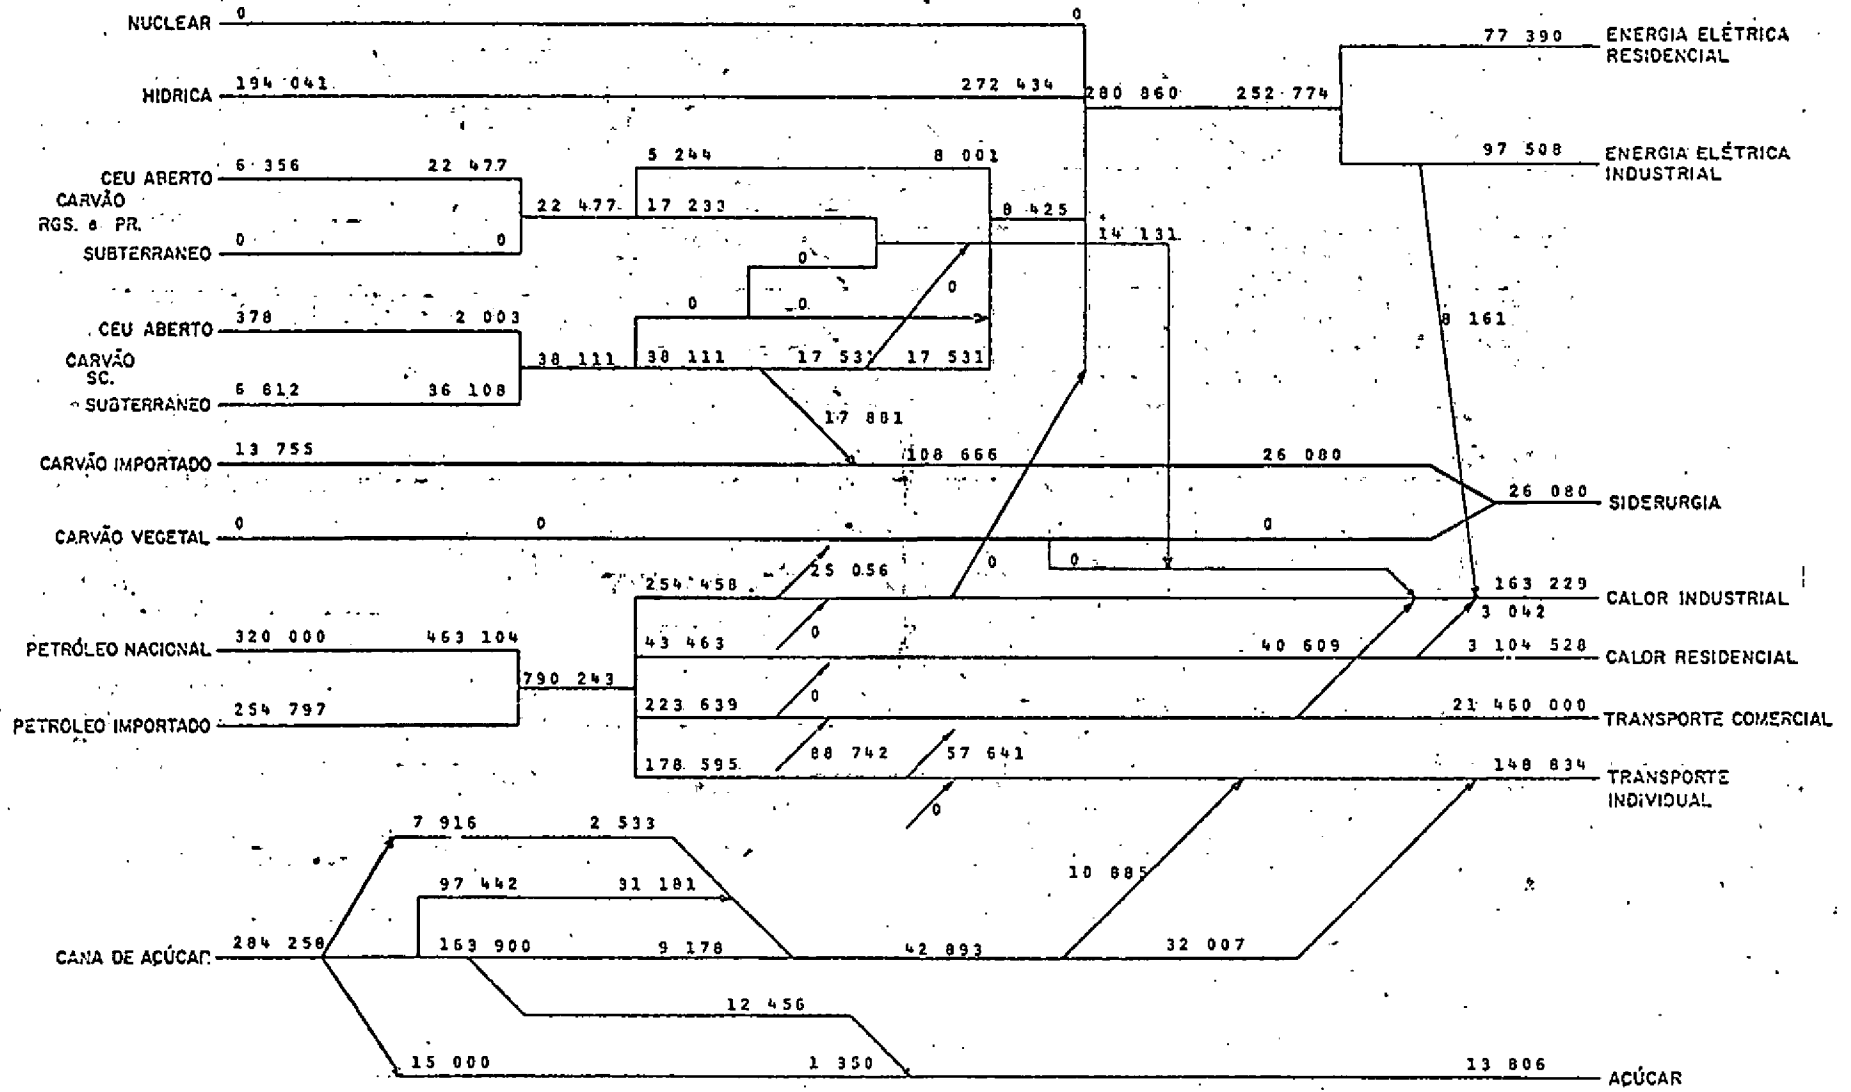 0 0
NUCLEAR
77 390 ENERGIA ELÉTRICA
RESIDENCIAL
HIDRICA 194 041 272 434 280 860 252 774
5 244 8 001 97 508 ENERGIA ELÉTRICA
INDUSTRIAL
CEU ABERTO 6 356 22 477
CARVÃO
RGS. e PR.
22 477 17 233 8 425
14 131
SUBTERRANEO 0 0
0
0
0 0
CEU ABERTO 378 2 003
8 161
CARVÃO
SC.
38 111 38 111 17 531 17 531
SUBTERRANEO 6 612 36 108
17 881
CARVÃO IMPORTADO 13 755 108 666 26 080
26 080 SIDERURGIA
CARVÃO VEGETAL 0 0 0
0 0
25 056
254 458 163 229 CALOR INDUSTRIAL
3 042
0
PETRÓLEO NACIONAL 320 000 463 104
43 463 40 609 3 104 528 CALOR RESIDENCIAL
790 243
0
223 639 21 460 000 TRANSPORTE COMERCIAL
PETROLEO IMPORTADO 254 797
88 742 57 641
178 595 148 834 TRANSPORTE
INDIVIDUAL
0
7 916 2 533
10 885
97 442 31 181
CANA DE AÇÚCAR 284 258 163 900 9 178 42 893 32 007
12 456
15 000 1 350 13 806 AÇÚCAR